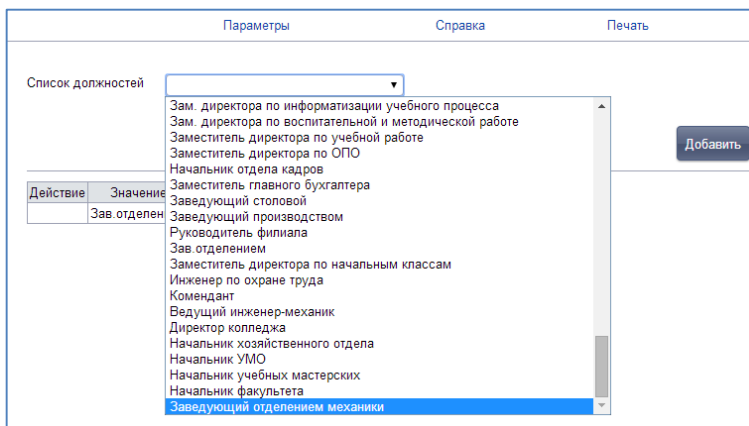 Параметры Справка Печать
Список должностей
Зам. директора по информатизации учебного процесса
Зам. директора по воспитательной и методической работе
Заместитель директора по учебной работе
Заместитель директора по ОПО
Добавить
Начальник отдела кадров
Заместитель главного бухгалтера
Действие Значение
Заведующий столовой
Зав.отделен
Заведующий производством
Руководитель филиала
Зав.отделением
Заместитель директора по начальным классам
Инженер по охране труда
Комендант
Ведущий инженер-механик
Директор колледжа
Начальник хозяйственного отдела
Начальник УМО
Начальник учебных мастерских
Начальник факультета
Заведующий отделением механики